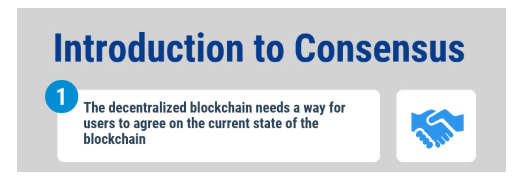 Introduction to Consensus
1
The decentralized blockchain needs a way for
users to agree on the current state of the
blockchain